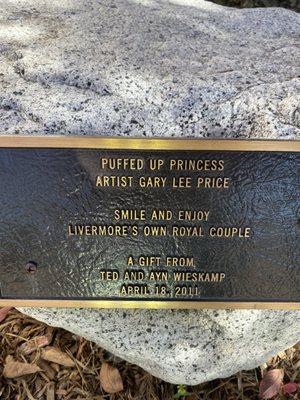 PUFFED UP PRINCESS
ARTIST GARY LEE PRICE
SMILE AND ENJOY
LIVERMORE'S OWN ROYAL COUPLE
A GIFT FROM
TED AND AYN WIESKAMP
APRIL 18, 2011